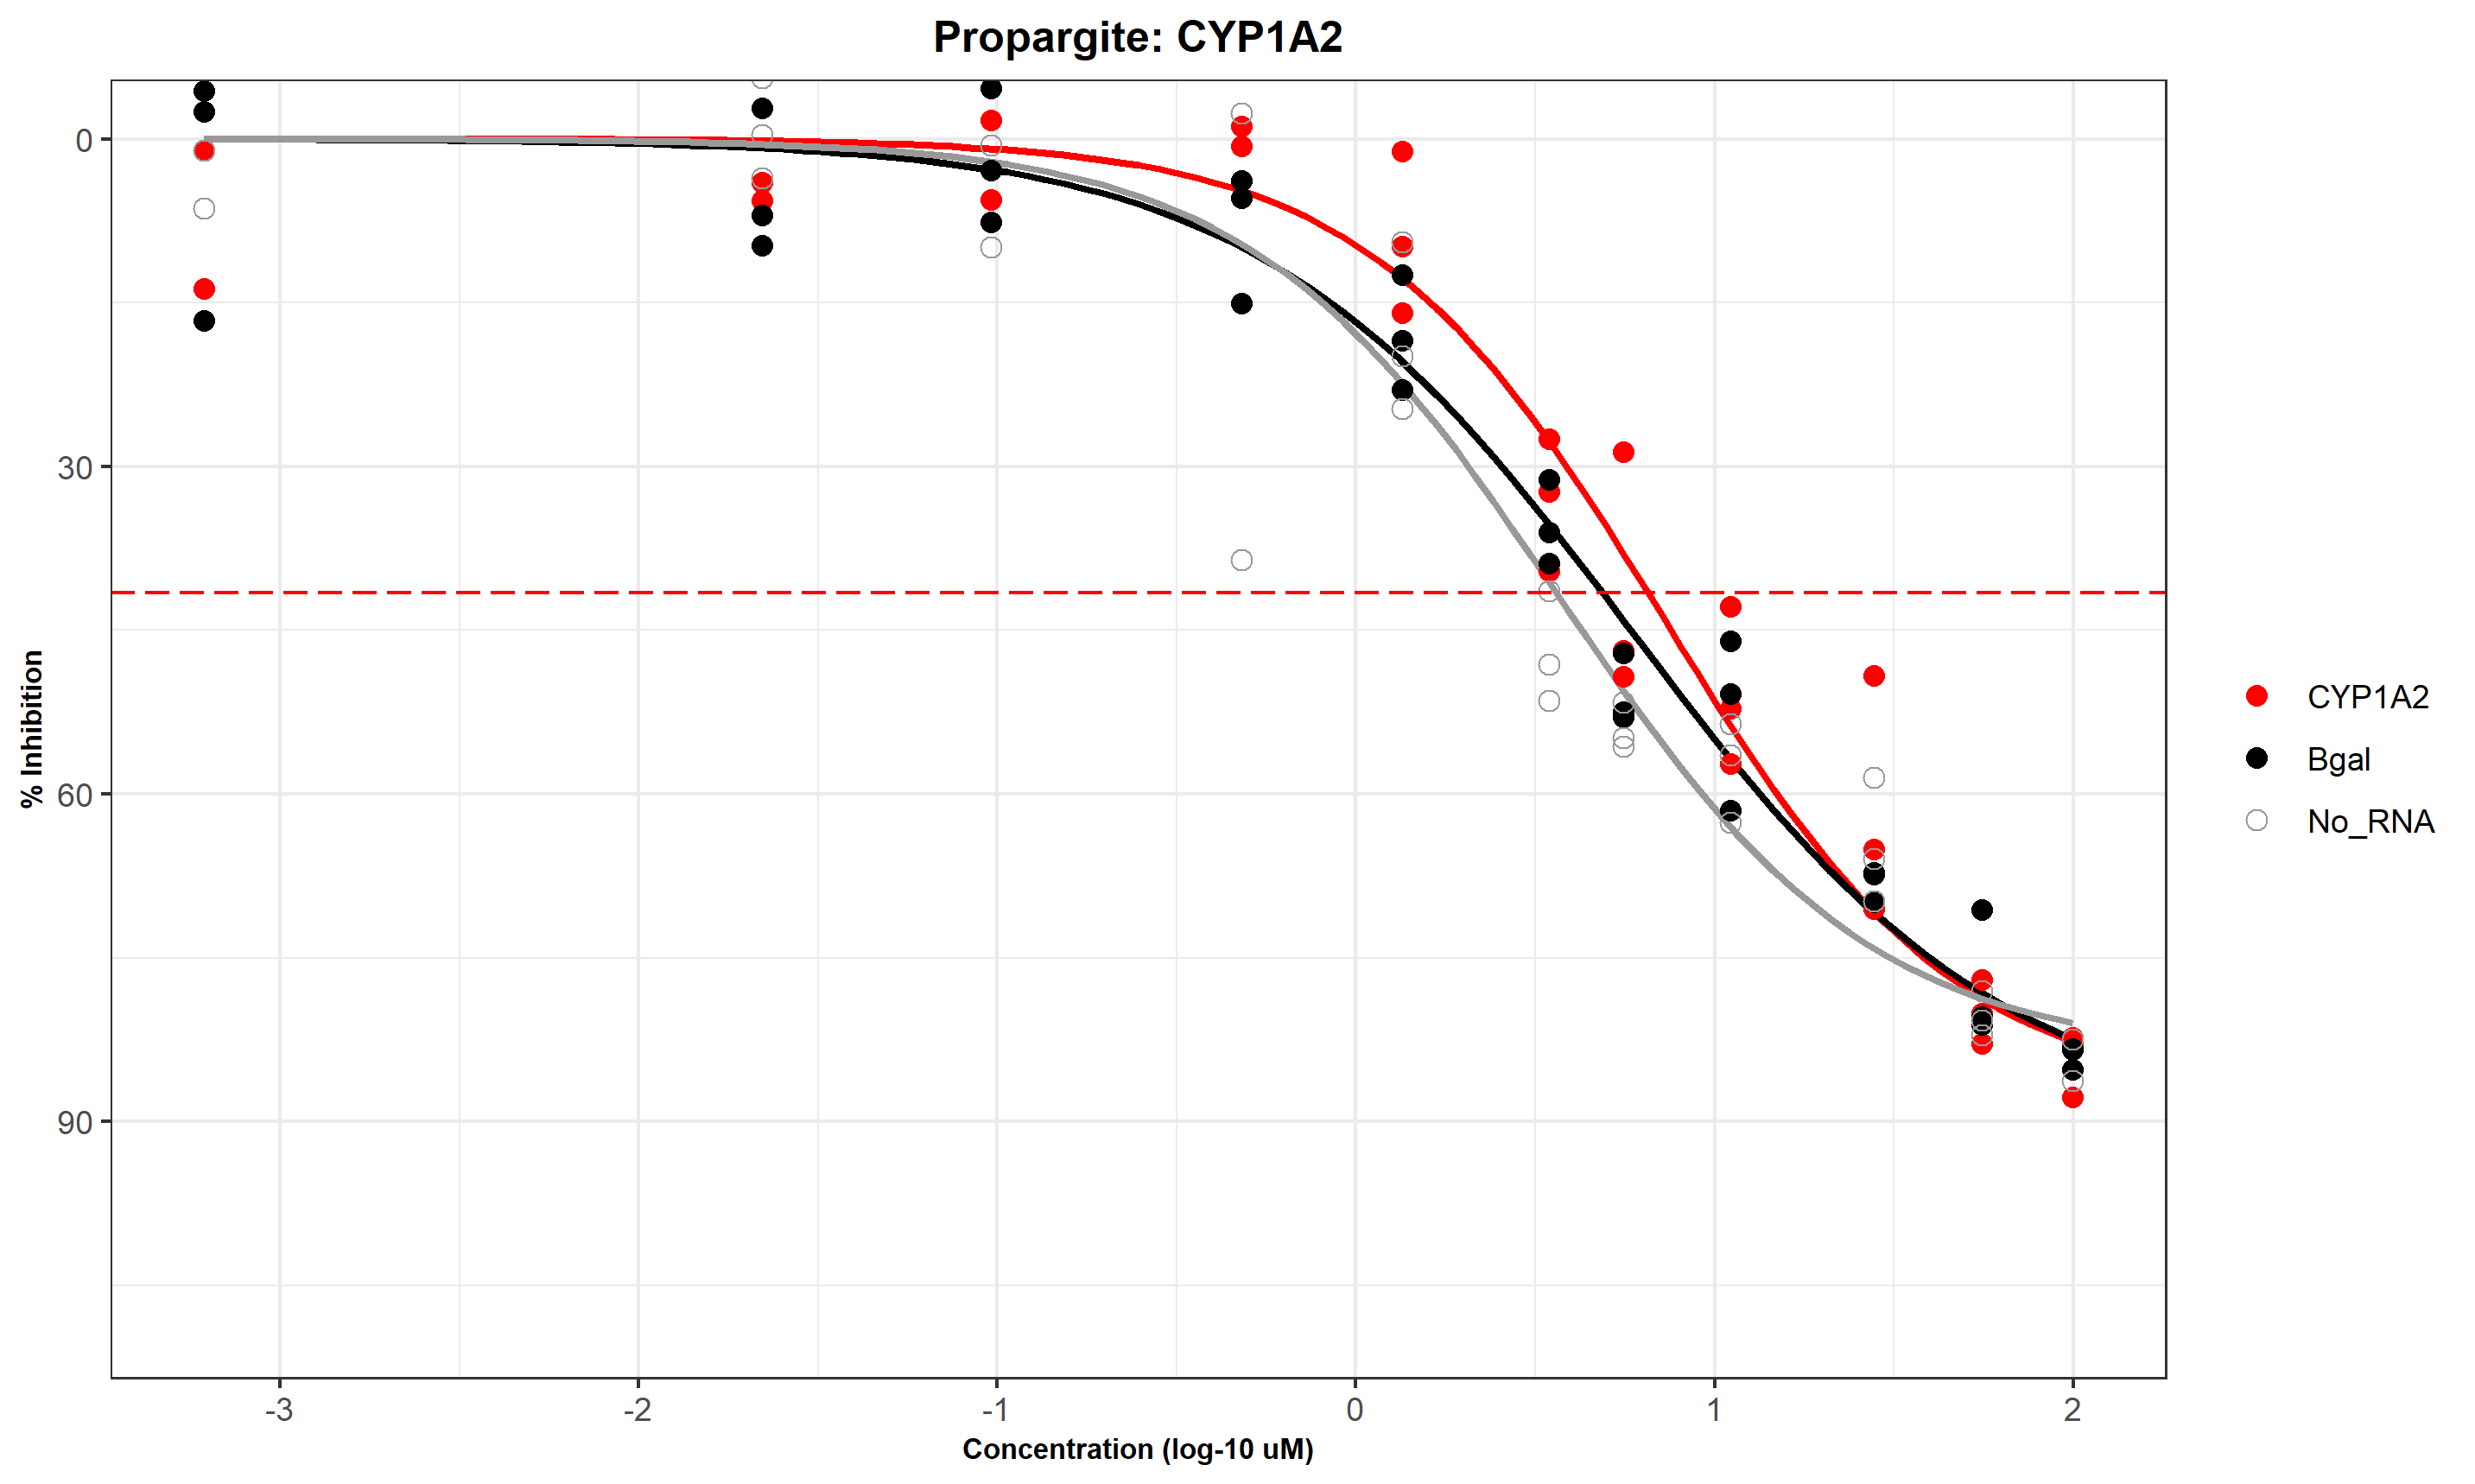 Propargite: CYP1A2
0
30
60
90
% Inhibition
-3
-2
-1
0
1
2
Concentration (log-10 uM)
CYP1A2
Bgal
No_RNA